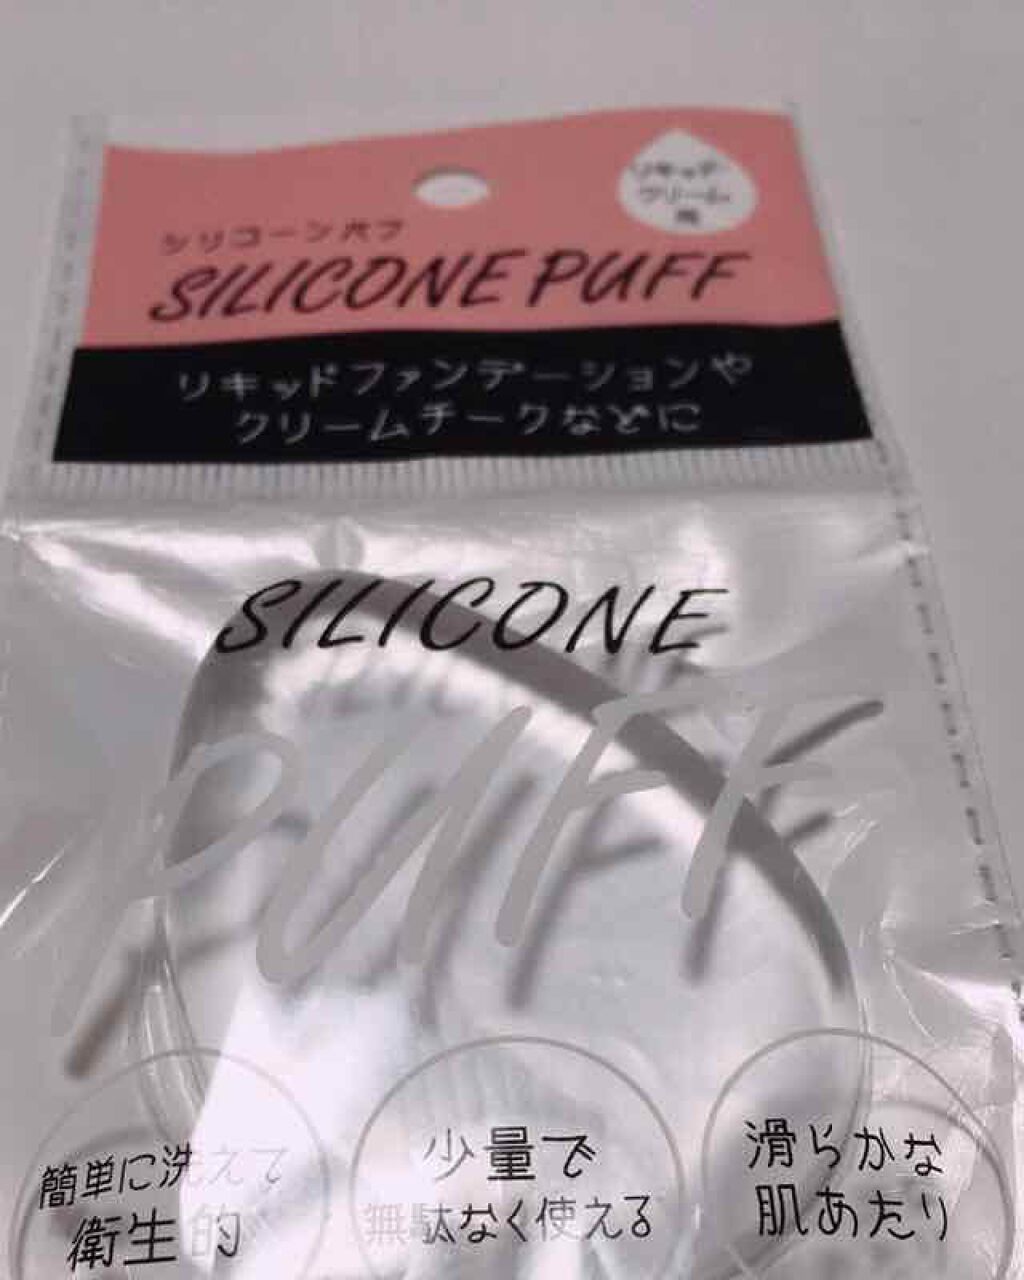 リキッド・
クリーム
用
シリコーンパフ
SILICONE PUFF
リキッドファンデーションや
クリームチークなどに
SILICONE
PUFF
簡単に洗えて
衛生的
少量で
無駄なく使える
滑らかな
肌あたり